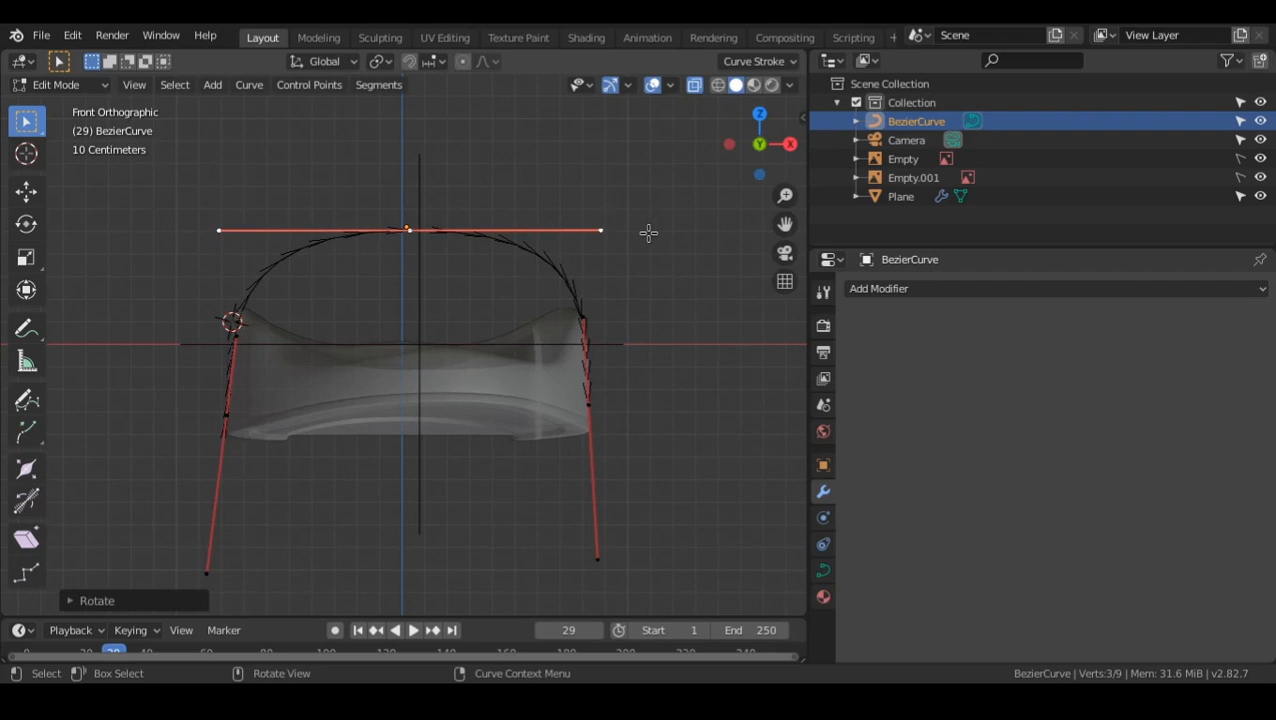 File Edit Render Window Help Layout Modeling Sculpting UV Editing Texture Paint Shading Animation Rendering Compositing Scripting + Scene View Layer
Global Curve Stroke
Edit Mode View Select Add Curve Control Points Segments
Front Orthographic
(29) BezierCurve
10 Centimeters
Z
Y X
Scene Collection
Collection
BezierCurve
Camera
Empty
Empty.001
Plane
BezierCurve
Add Modifier
Rotate
Playback Keying View Marker 29 Start 1 End 250
Select Box Select Rotate View Curve Context Menu BezierCurve | Verts:3/9 | Mem: 31.6 MiB | v2.82.7